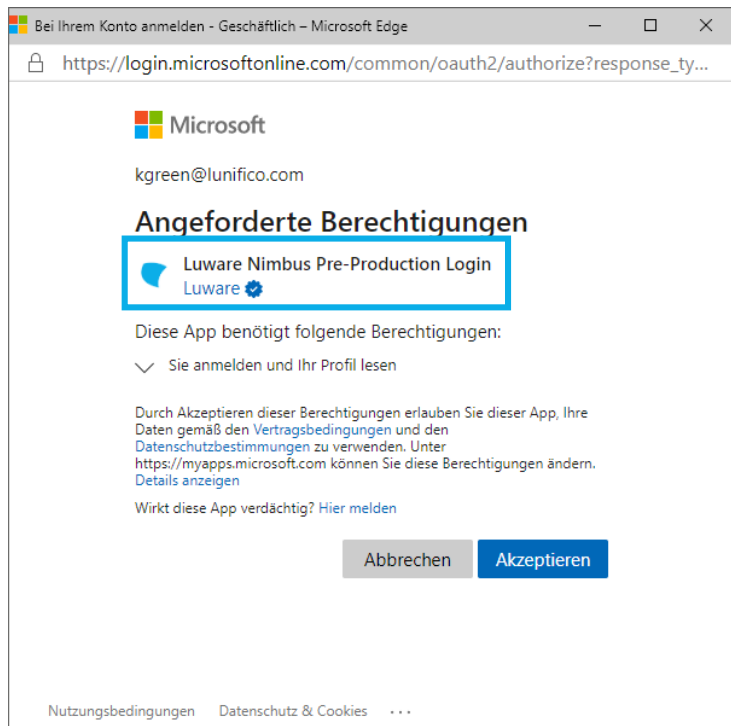 Bei Ihrem Konto anmelden - Geschäftlich – Microsoft Edge
https://login.microsoftonline.com/common/oauth2/authorize?response_ty...
Microsoft
kgreen@lunifico.com
Angeforderte Berechtigungen
Luware Nimbus Pre-Production Login
Luware
Diese App benötigt folgende Berechtigungen:
Sie anmelden und Ihr Profil lesen
Durch Akzeptieren dieser Berechtigungen erlauben Sie dieser App, Ihre
Daten gemäß den Vertragsbedingungen und den
Datenschutzbestimmungen zu verwenden. Unter
https://myapps.microsoft.com können Sie diese Berechtigungen ändern.
Details anzeigen
Wirkt diese App verdächtig? Hier melden
Abbrechen Akzeptieren
Nutzungsbedingungen Datenschutz & Cookies ...